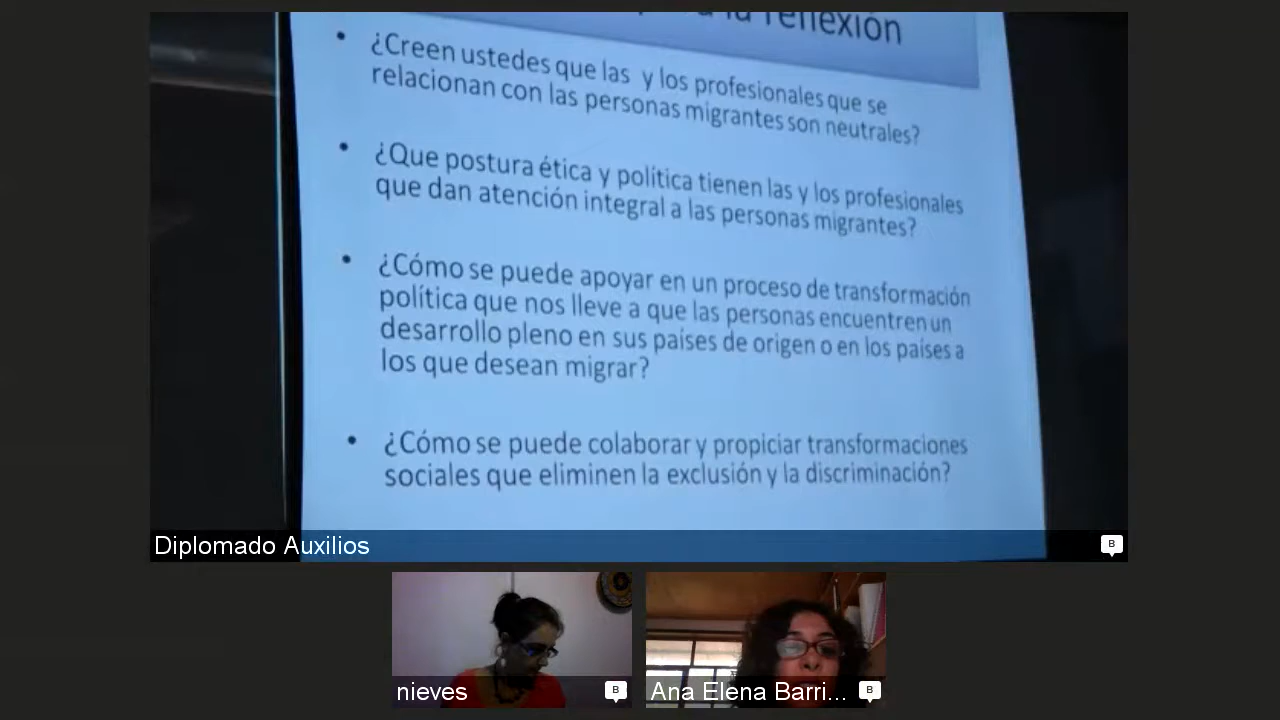 la reflexión
• ¿Creen ustedes que las y los profesionales que se
relacionan con las personas migrantes son neutrales?
• ¿Que postura ética y política tienen las y los profesionales
que dan atención integral a las personas migrantes?
• ¿Cómo se puede apoyar en un proceso de transformación
política que nos lleve a que las personas encuentren un
desarrollo pleno en sus países de origen o en los países a
los que desean migrar?
• ¿Cómo se puede colaborar y propiciar transformaciones
sociales que eliminen la exclusión y la discriminación?
Diplomado Auxilios
B
nieves
B
Ana Elena Barri...
B